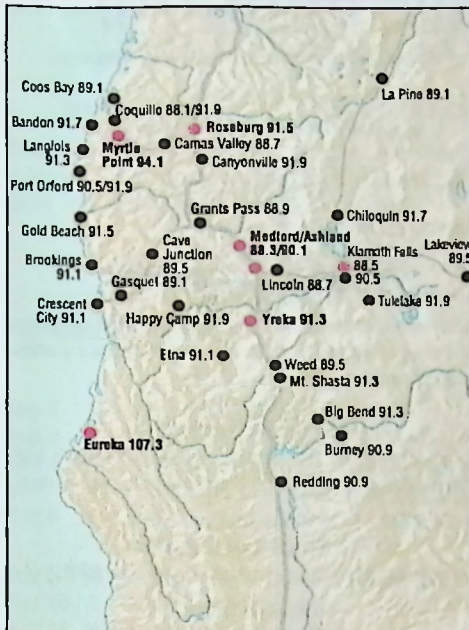 Coos Bay 89.1
La Pine 89.1
Coquille 88.1/91.9
Bandon 91.7
Roseburg 91.5
Myrtle
Point 94.1
Camas Valley 88.7
Langlois
91.3
Canyonville 91.9
Port Orford 90.5/91.9
Grants Pass 88.9
Gold Beach 91.5
Chiloquin 91.7
Medford/Ashland
88.3/90.1
Cave
Junction
89.5
Klamath Falls
88.5
90.5
Lakeview
89.5
Brookings
91.1
Lincoln 88.7
Gasquet 89.1
Crescent
City 91.1
Happy Camp 91.9
Tulelake 91.9
Yreka 91.3
Etna 91.1
Weed 89.5
Mt. Shasta 91.3
Big Bend 91.3
Burney 90.9
Eureka 107.3
Redding 90.9